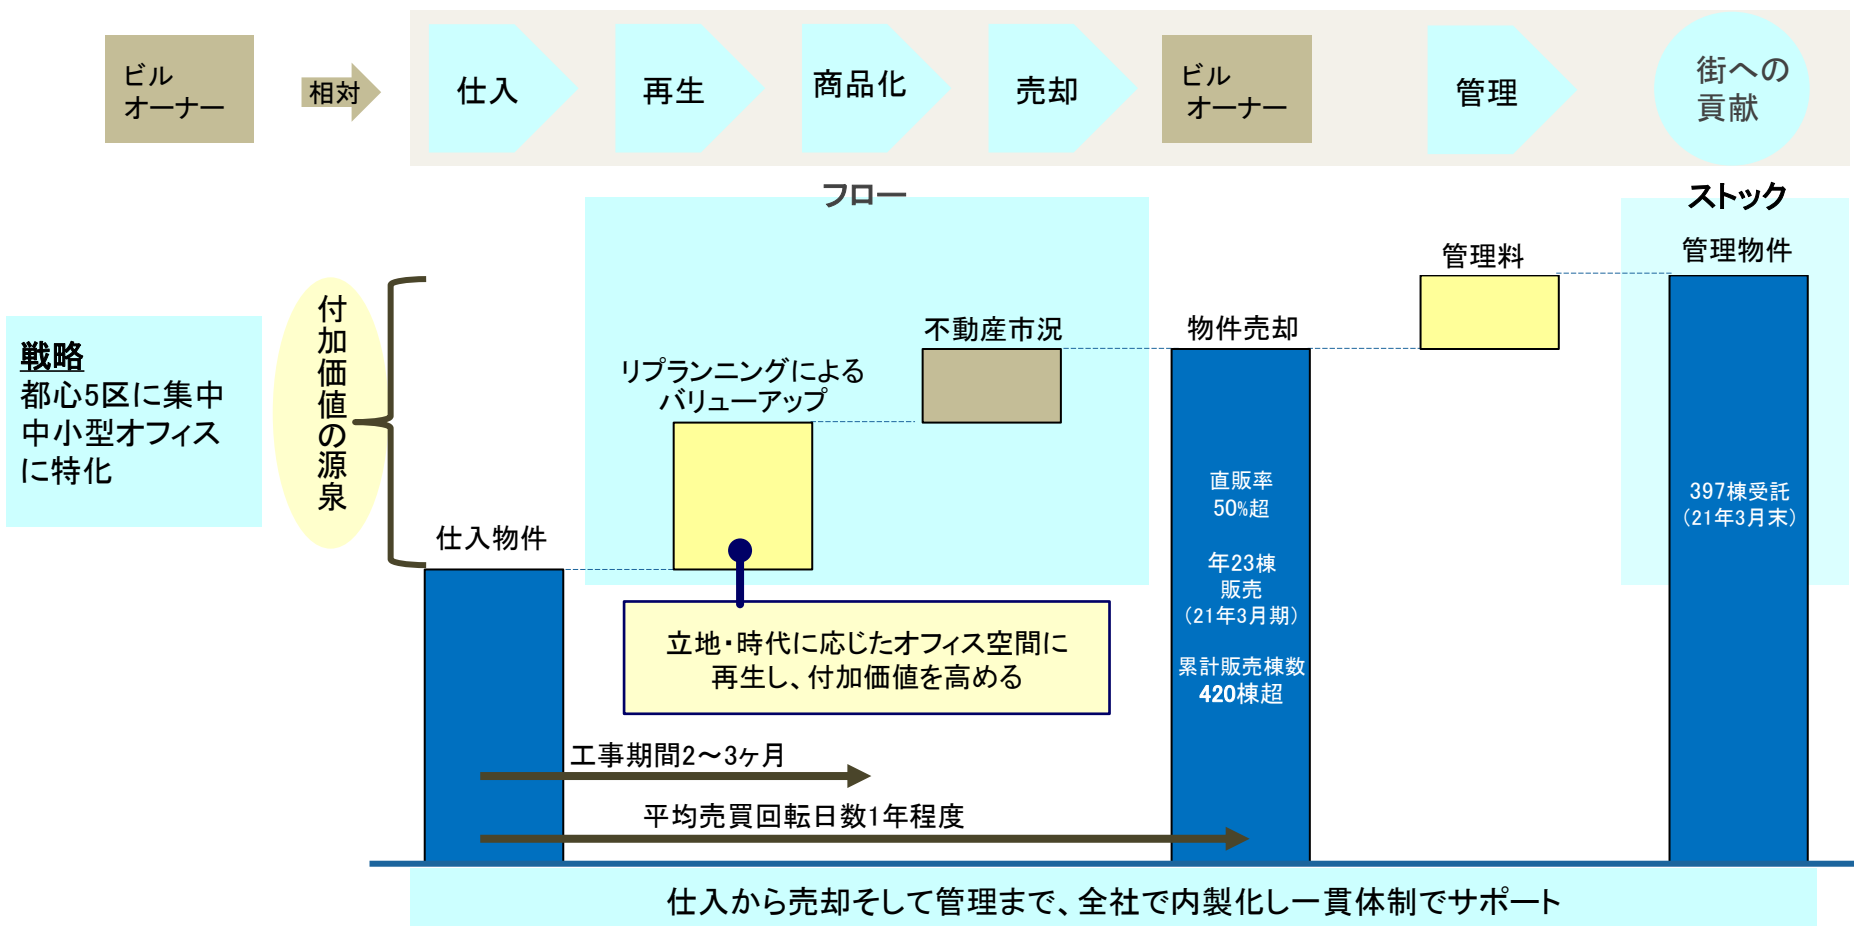 ビル
オーナー
相対
仕入
再生
商品化
売却
ビル
オーナー
管理
街への
貢献
フロー
ストック
戦略
都心5区に集中
中小型オフィス
に特化
付加価値の源泉
仕入物件
リプランニングによる
バリューアップ
不動産市況
物件売却
管理料
管理物件
直販率
50%超
年23棟
販売
（21年3月期）
累計販売棟数
420棟超
397棟受託
（21年3月末）
立地・時代に応じたオフィス空間に
再生し、付加価値を高める
工事期間2～3ヶ月
平均売買回転日数1年程度
仕入から売却そして管理まで、全社で内製化し一貫体制でサポート